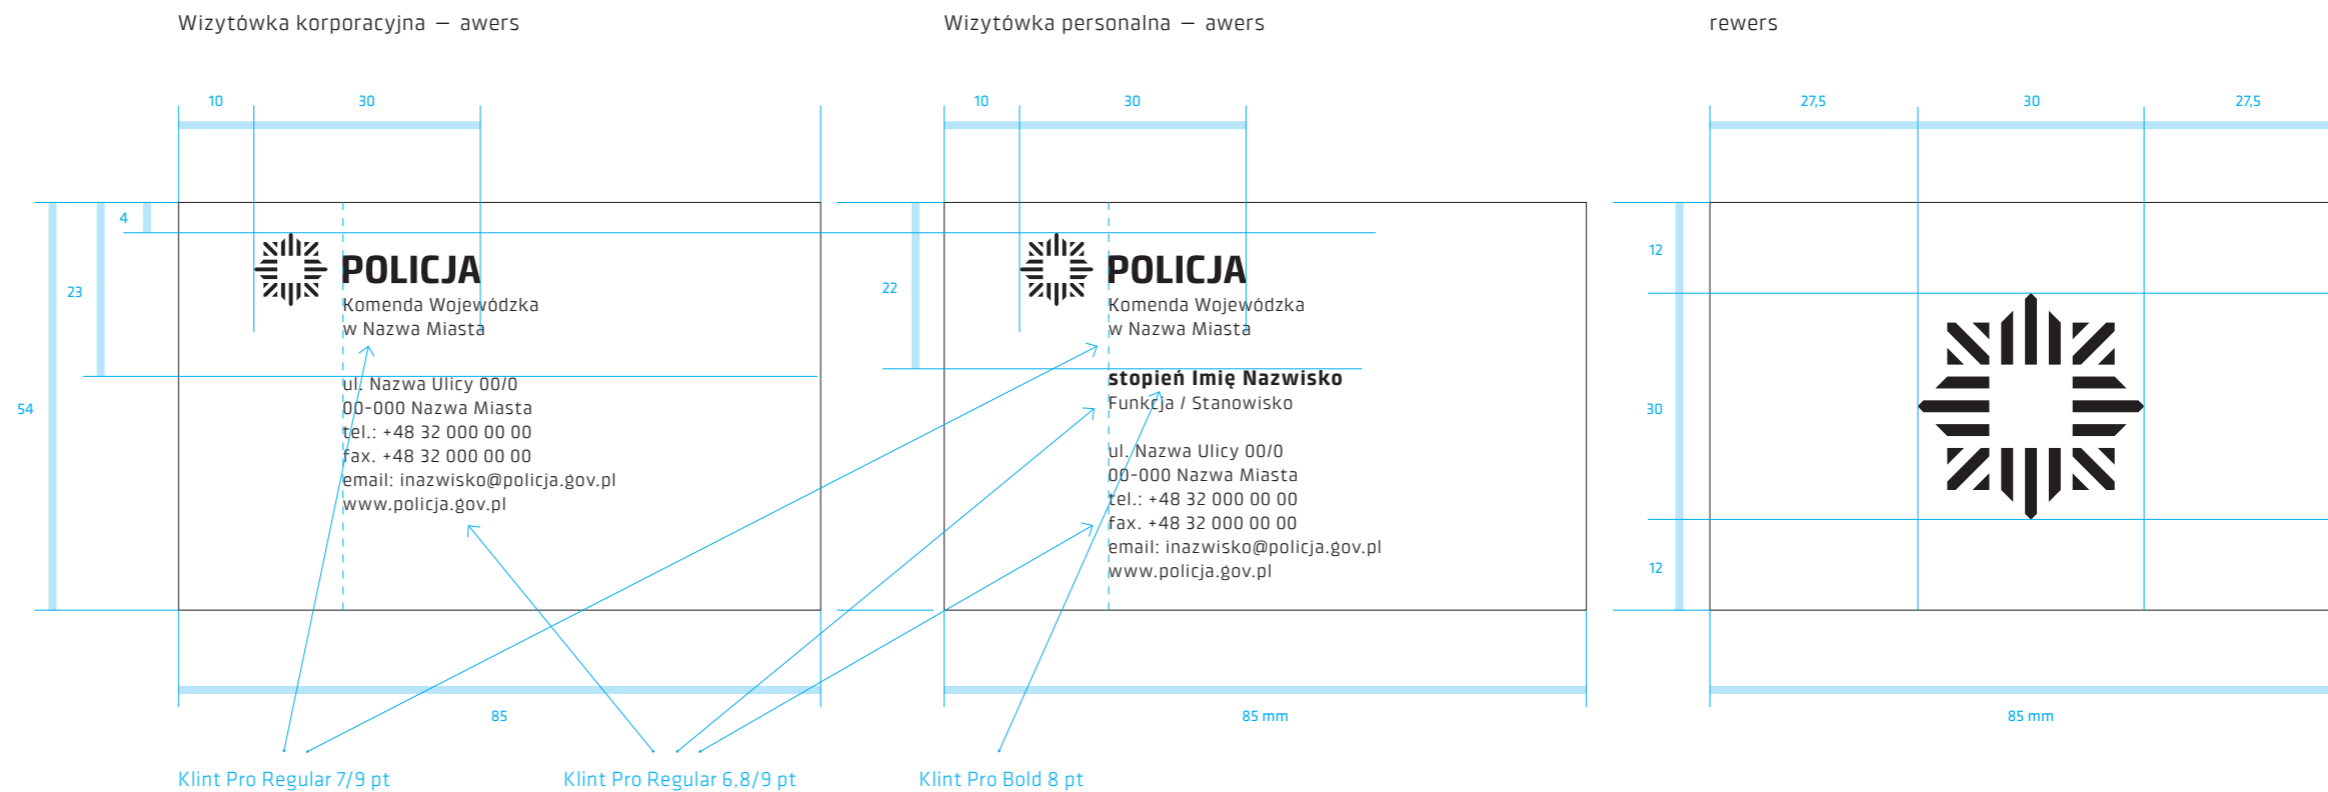 Wizytówka korporacyjna — awers
10
30
4
23
54
POLICJA
Komenda Wojewódzka
w Nazwa Miasta
ul. Nazwa Ulicy 00/0
00-000 Nazwa Miasta
tel.: +48 32 000 00 00
fax. +48 32 000 00 00
email: inazwisko@policja.gov.pl
www.policja.gov.pl
85
Wizytówka personalna — awers
10
30
22
POLICJA
Komenda Wojewódzka
w Nazwa Miasta
stopień Imię Nazwisko
Funkcja / Stanowisko
ul. Nazwa Ulicy 00/0
00-000 Nazwa Miasta
tel.: +48 32 000 00 00
fax. +48 32 000 00 00
email: inazwisko@policja.gov.pl
www.policja.gov.pl
85 mm
rewers
27,5
30
27,5
12
30
12
85 mm
Klint Pro Regular 7/9 pt
Klint Pro Regular 6,8/9 pt
Klint Pro Bold 8 pt